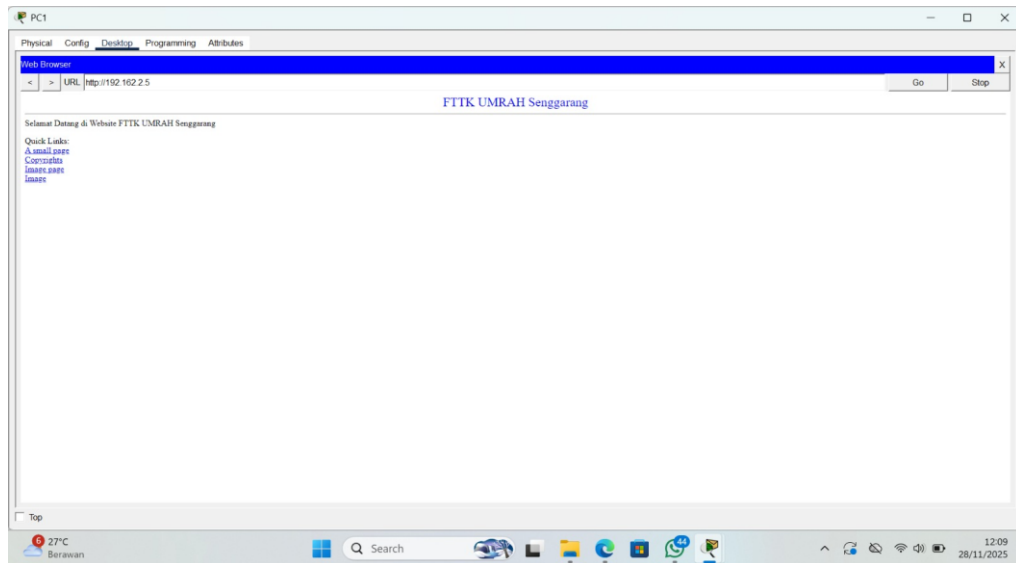 PC1
Physical Config Desktop Programming Attributes
Web Browser
X
< > URL http://192.162.2.5 Go Stop
FTTK UMRAH Senggarang
Selamat Datang di Website FTTK UMRAH Senggarang
Quick Links:
A small page
Copyrights
Image page
Image
Top
6
27°C
Berawan
Search
44
12:09
28/11/2025